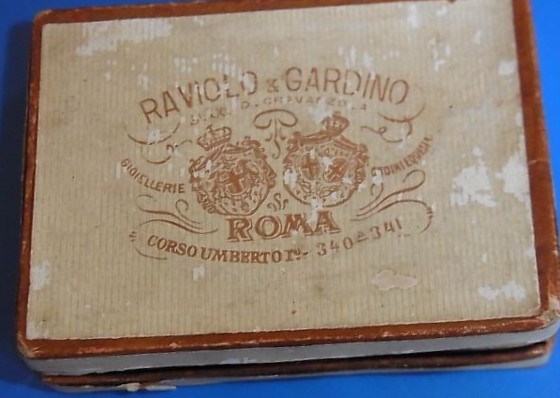 RAVIOLO & GARDINO
GIOIELLERIE
ROMA
CORSO UMBERTO Iº. 340-341